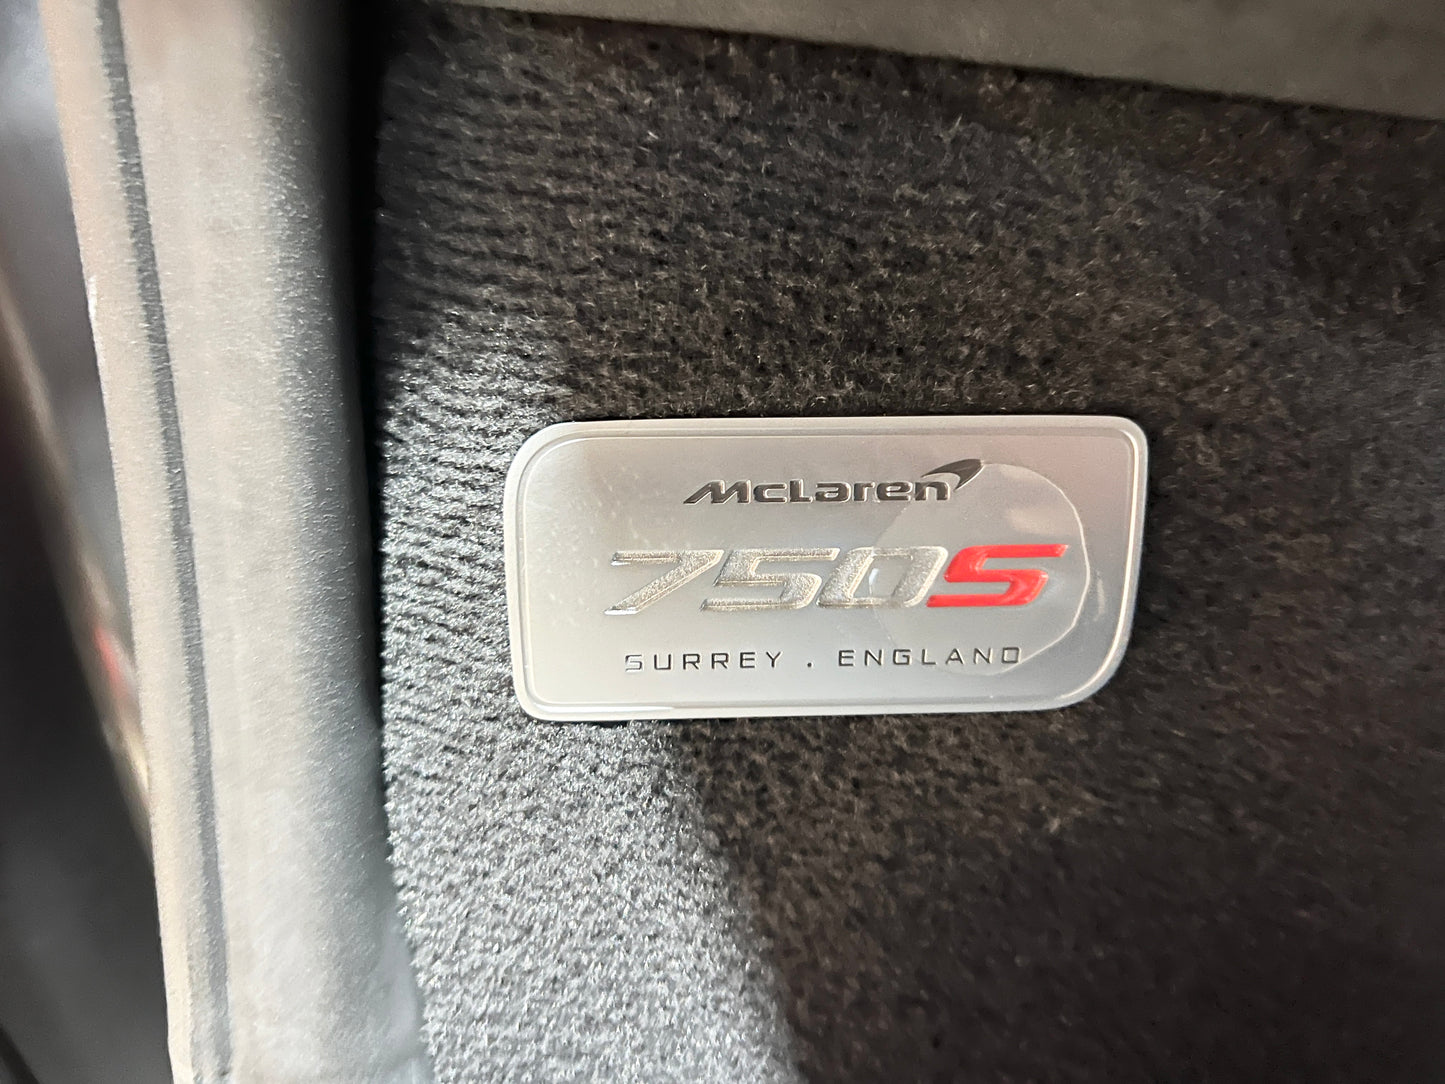 McLaren
750S
SURREY . ENGLAND